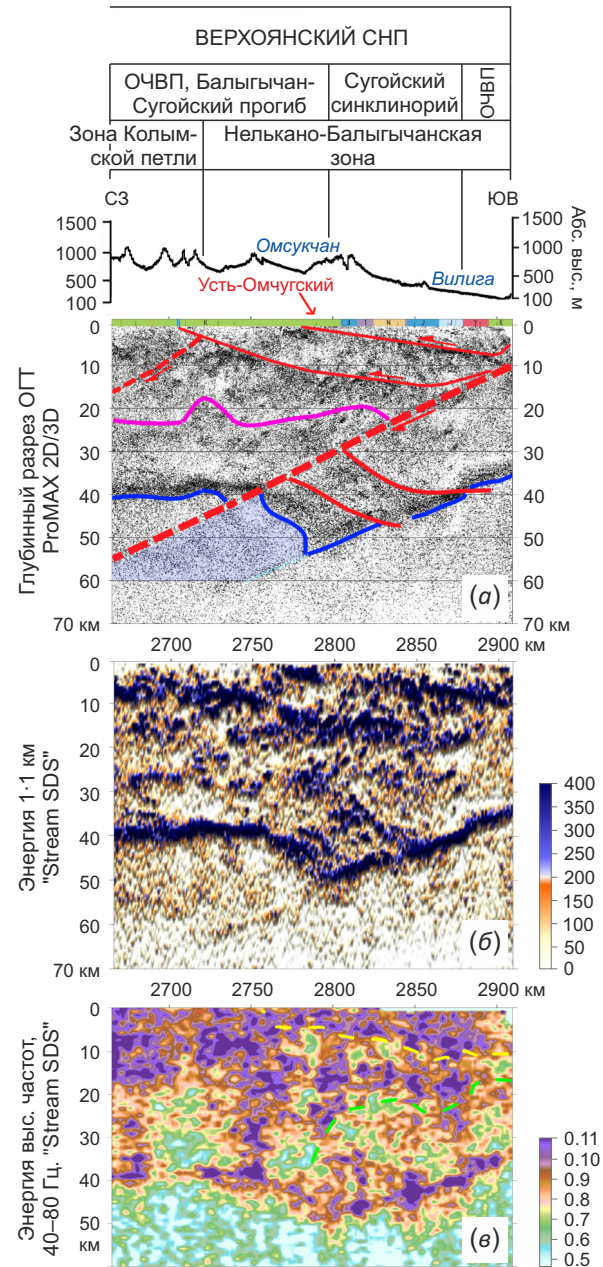 ВЕРХОЯНСКИЙ СНП
ОЧВП, Балыгычан-
Сугойский прогиб
Сугойский
синклинорий
ОЧВП
Зона Колым-
ской петли
Нелькано-Балыгычанская
зона
СЗ
ЮВ
1500
1000
500
100
1500
1000
500
100
Абс. выс., м
Омсукчан
Вилига
Усть-Омчугский
Глубинный разрез ОГТ
ProMAX 2D/3D
0
10
20
30
40
50
60
70 км
0
10
20
30
40
50
60
70 км
K
J
N
J
J
(а)
2700
2750
2800
2850
2900 км
Энергия 1·1 км
"Stream SDS"
0
10
20
30
40
50
60
70 км
(б)
400
350
300
250
200
150
100
50
0
2700
2750
2800
2850
2900 км
Энергия выс. частот,
40–80 Гц, "Stream SDS"
0
10
20
30
40
50
км
(в)
0.11
0.10
0.9
0.8
0.7
0.6
0.5